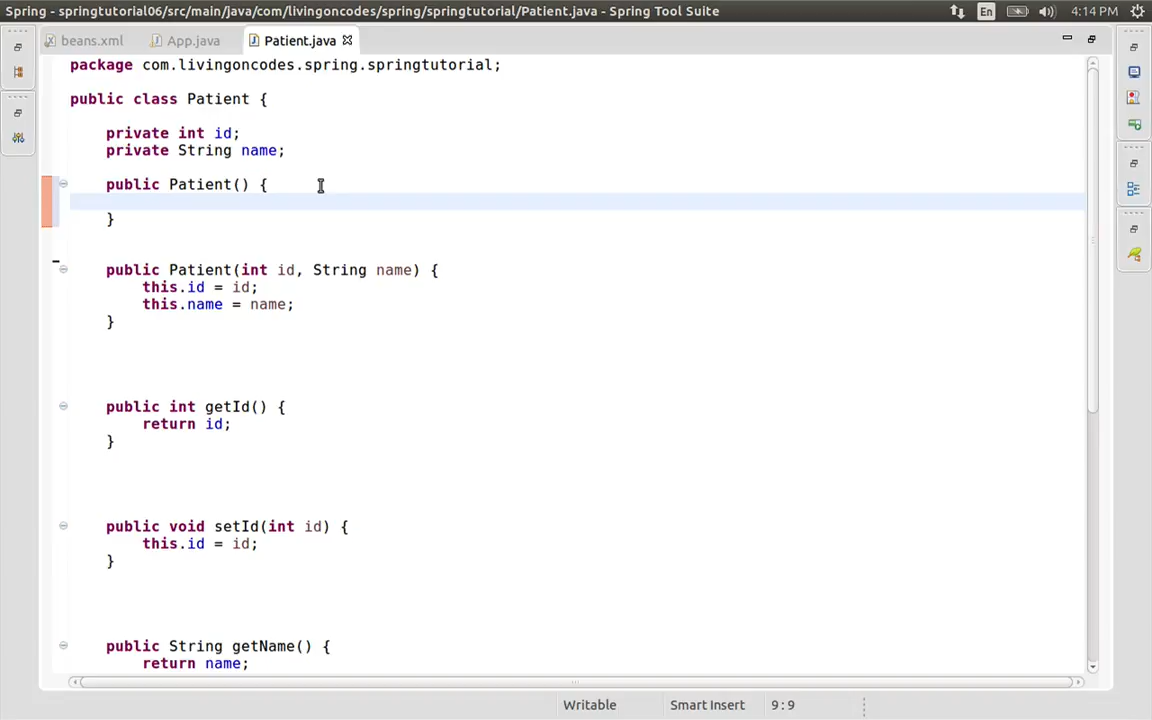 Spring - springtutorial06/src/main/java/com/livingoncodes/spring/springtutorial/Patient.java - Spring Tool Suite
En
4:14 PM
beans.xml
App.java
Patient.java
package com.livingoncodes.spring.springtutorial;
public class Patient {
private int id;
private String name;
public Patient() {
}
public Patient(int id, String name) {
this.id = id;
this.name = name;
}
public int getId() {
return id;
}
public void setId(int id) {
this.id = id;
}
public String getName() {
return name;
Writable
Smart Insert
9:9